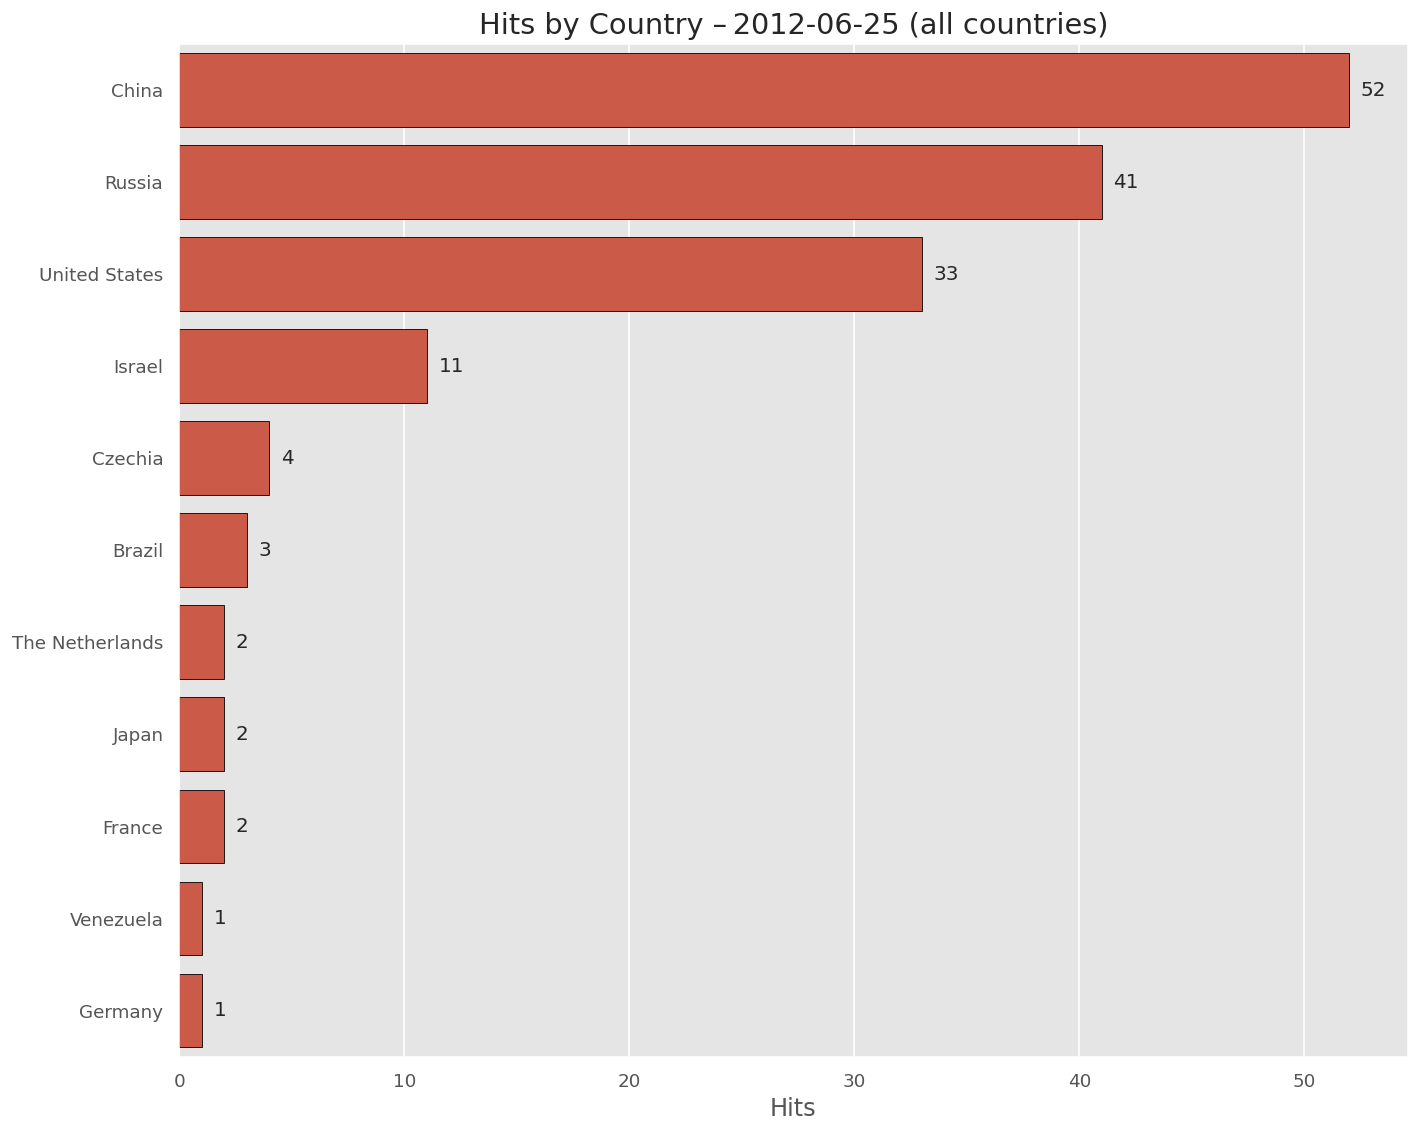 Hits by Country – 2012-06-25 (all countries)
China 52
Russia 41
United States 33
Israel 11
Czechia 4
Brazil 3
The Netherlands 2
Japan 2
France 2
Venezuela 1
Germany 1
0 10 20 30 40 50
Hits